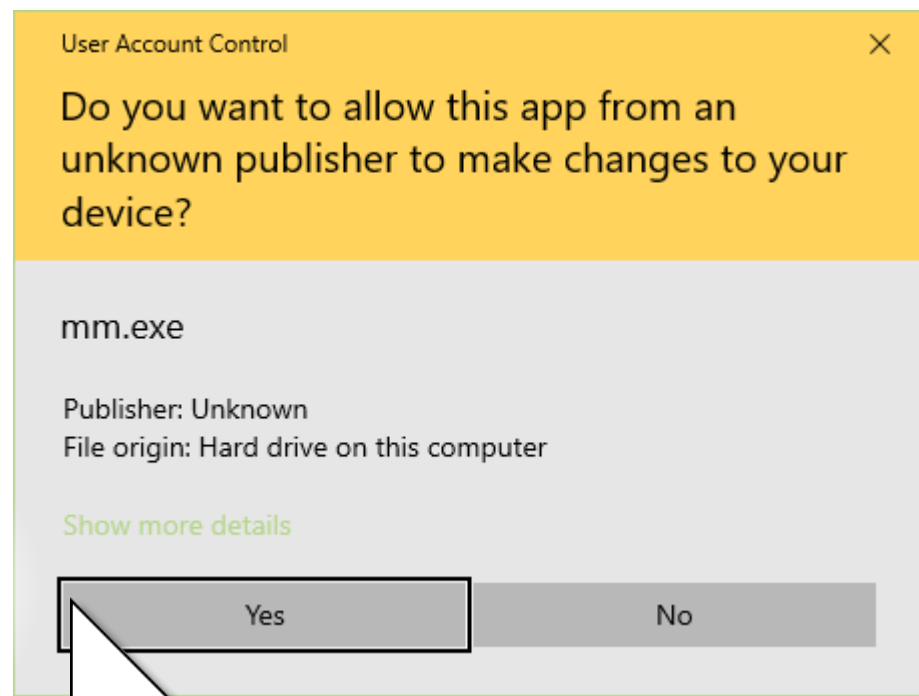 User Account Control
Do you want to allow this app from an
unknown publisher to make changes to your
device?
mm.exe
Publisher: Unknown
File origin: Hard drive on this computer
Show more details
Yes
No